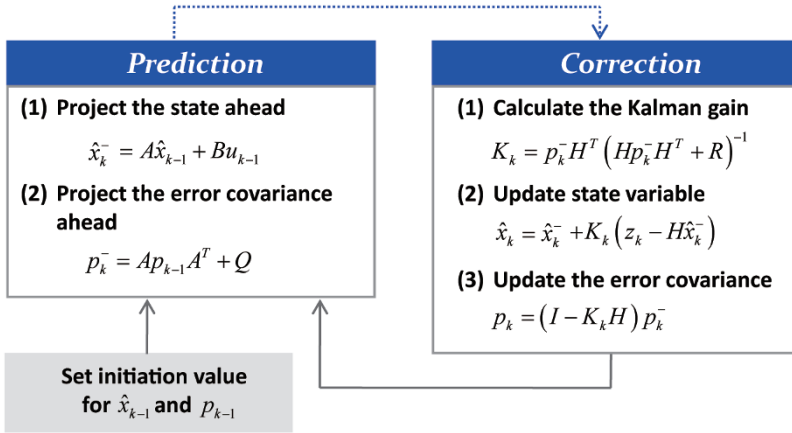 Prediction
(1) Project the state ahead
x̂ₖ⁻ = Ax̂ₖ₋₁ + Buₖ₋₁
(2) Project the error covariance
ahead
pₖ⁻ = Apₖ₋₁Aᵀ + Q
Correction
(1) Calculate the Kalman gain
Kₖ = pₖ⁻Hᵀ(Hpₖ⁻Hᵀ + R)⁻¹
(2) Update state variable
x̂ₖ = x̂ₖ⁻ + Kₖ(zₖ − Hx̂ₖ⁻)
(3) Update the error covariance
pₖ = (I − KₖH)pₖ⁻
Set initiation value
for x̂ₖ₋₁ and pₖ₋₁